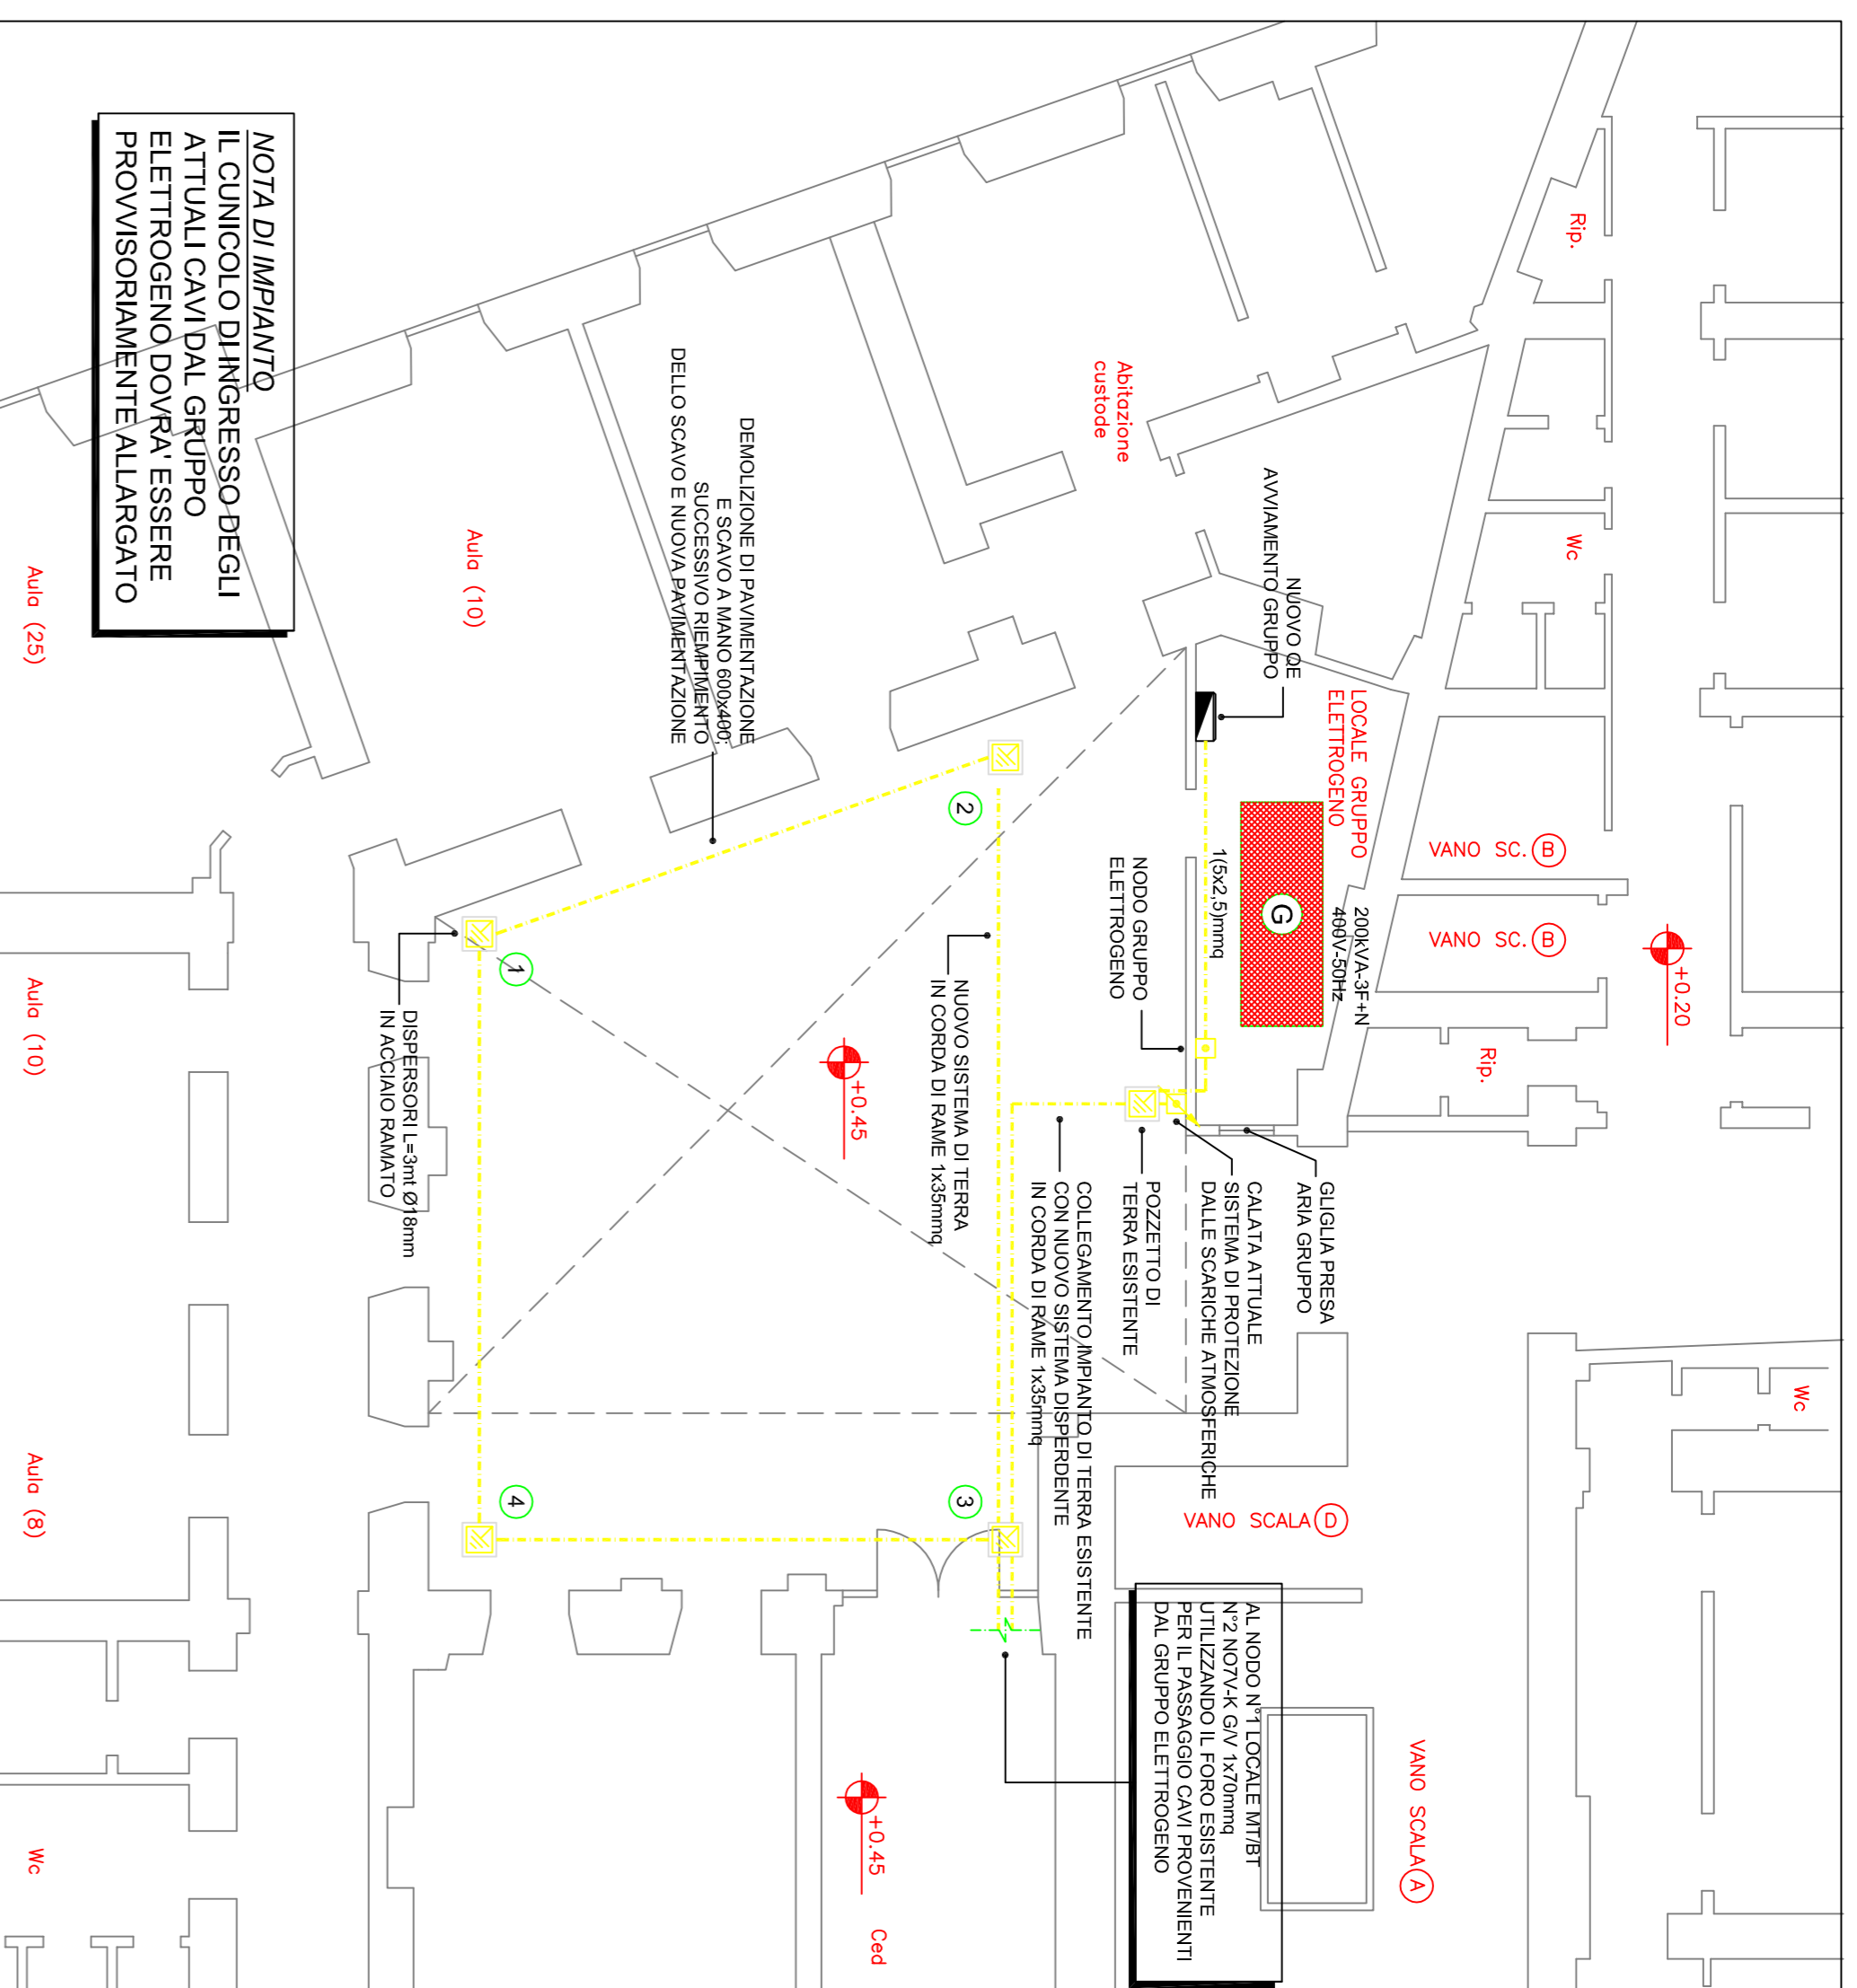 Rip.
Wc
VANO SC. B
VANO SC. B
+0.20
Rip.
Wc
LOCALE GRUPPO
ELETTROGENO
200kVA-3F+N
400V-50Hz
G
NUOVO QE
AVVIAMENTO GRUPPO
1(5x2,5)mmq
NODO GRUPPO
ELETTROGENO
GLIGLIA PRESA
ARIA GRUPPO
CALATA ATTUALE
SISTEMA DI PROTEZIONE
DALLE SCARICHE ATMOSFERICHE
POZZETTO DI
TERRA ESISTENTE
COLLEGAMENTO IMPIANTO DI TERRA ESISTENTE
CON NUOVO SISTEMA DISPERDENTE
IN CORDA DI RAME 1x35mmq
VANO SCALA D
VANO SCALA A
AL NODO N°1 LOCALE MT/BT
N°2 NO7V-K G/V 1x70mmq
UTILIZZANDO IL FORO ESISTENTE
PER IL PASSAGGIO CAVI PROVENIENTI
DAL GRUPPO ELETTROGENO
Abitazione
custode
2
3
NUOVO SISTEMA DI TERRA
IN CORDA DI RAME 1x35mmq
+0.45
+0.45
Ced
DEMOLIZIONE DI PAVIMENTAZIONE
E SCAVO A MANO 600x400;
SUCCESSIVO RIEMPIMENTO
DELLO SCAVO E NUOVA PAVIMENTAZIONE
1
4
Aula (10)
DISPERSORI L=3mt Ø18mm
IN ACCIAIO RAMATO
NOTA DI IMPIANTO
IL CUNICOLO DI INGRESSO DEGLI
ATTUALI CAVI DAL GRUPPO
ELETTROGENO DOVRA' ESSERE
PROVVISORIAMENTE ALLARGATO
Aula (25)
Aula (10)
Aula (8)
Wc